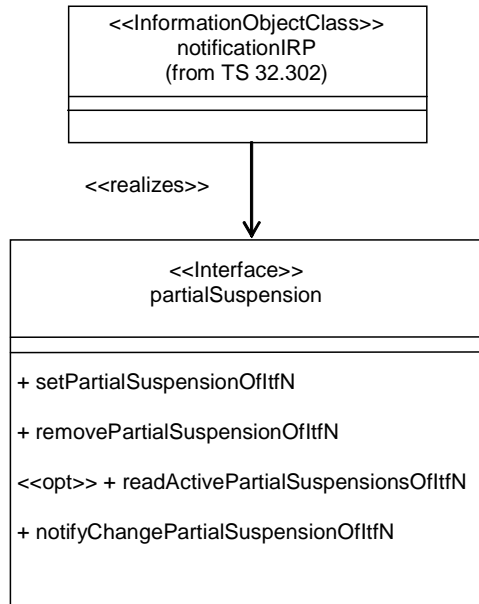 <<InformationObjectClass>>
notificationIRP
(from TS 32.302)
<<realizes>>
<<Interface>>
partialSuspension
+ setPartialSuspensionOfItfN
+ removePartialSuspensionOfItfN
<<opt>> + readActivePartialSuspensionsOfItfN
+ notifyChangePartialSuspensionOfItfN